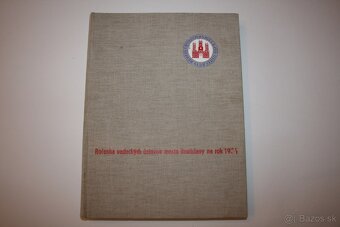 Ročenka vedeckých ústavov mesta Bratislavy na rok
bazos.sk